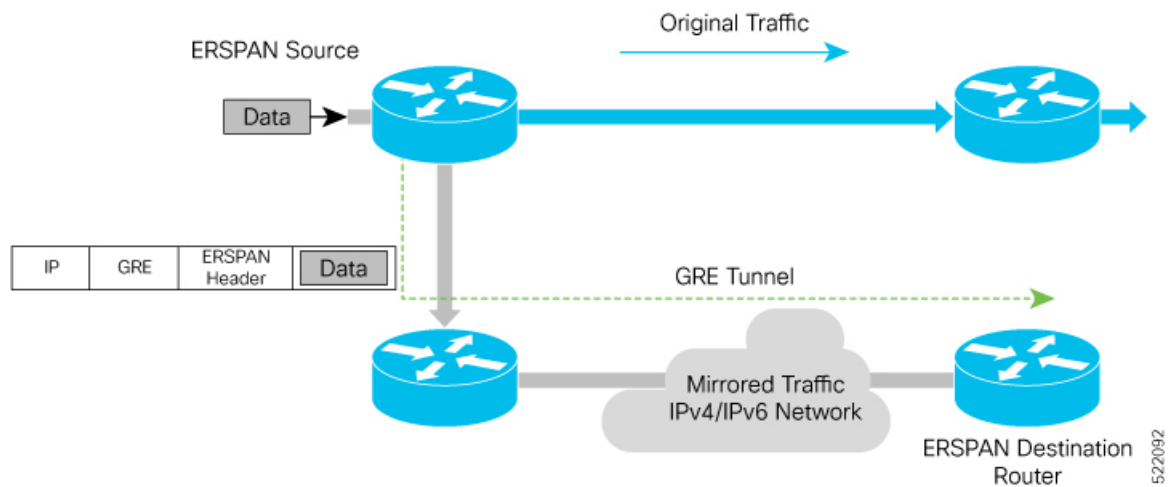 Original Traffic
ERSPAN Source
Data
IP
GRE
ERSPAN
Header
Data
GRE Tunnel
Mirrored Traffic
IPv4/IPv6 Network
ERSPAN Destination
Router
522092